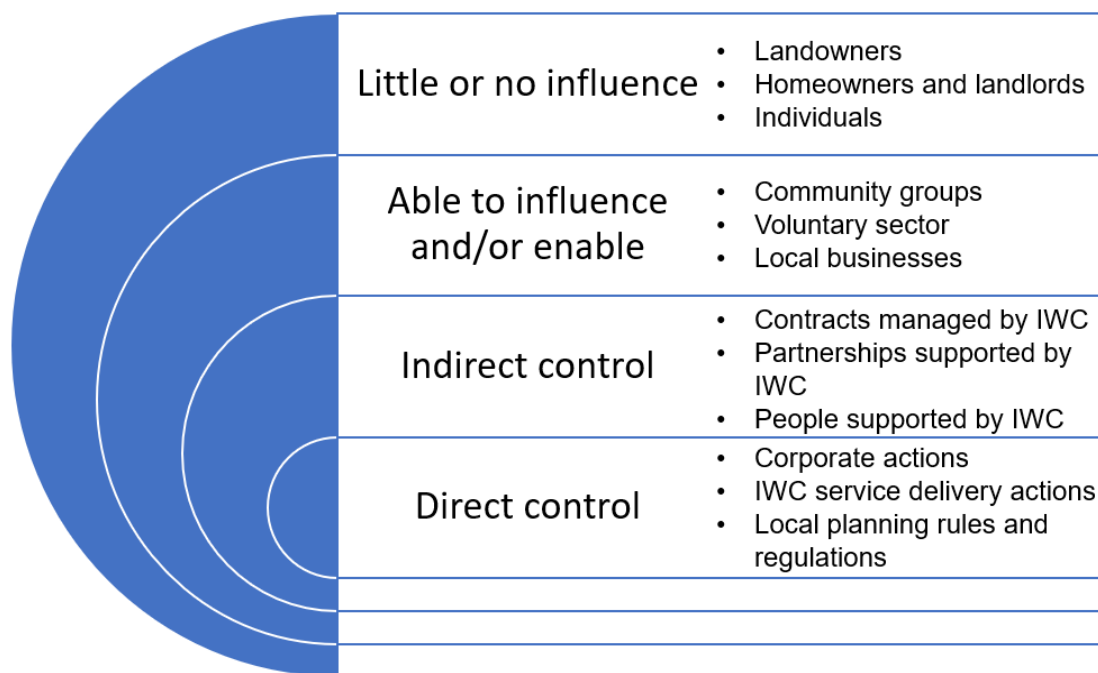 Little or no influence
• Landowners
• Homeowners and landlords
• Individuals
Able to influence
and/or enable
• Community groups
• Voluntary sector
• Local businesses
Indirect control
• Contracts managed by IWC
• Partnerships supported by
IWC
• People supported by IWC
Direct control
• Corporate actions
• IWC service delivery actions
• Local planning rules and
regulations